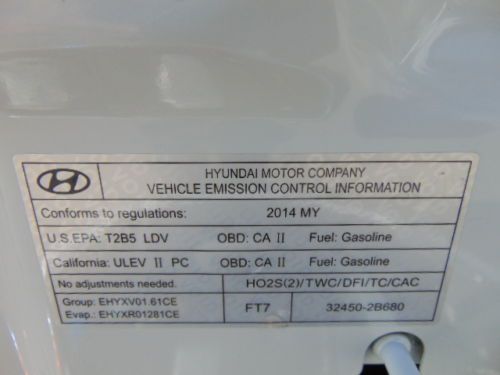 HYUNDAI MOTOR COMPANY
VEHICLE EMISSION CONTROL INFORMATION
Conforms to regulations: 2014 MY
U.S.EPA: T2B5 LDV OBD: CA II Fuel: Gasoline
California: ULEV II PC OBD: CA II Fuel: Gasoline
No adjustments needed. HO2S(2)/TWC/DFI/TC/CAC
Group: EHYXV01.61CE
Evap.: EHYXR01281CE
FT7 32450-2B680